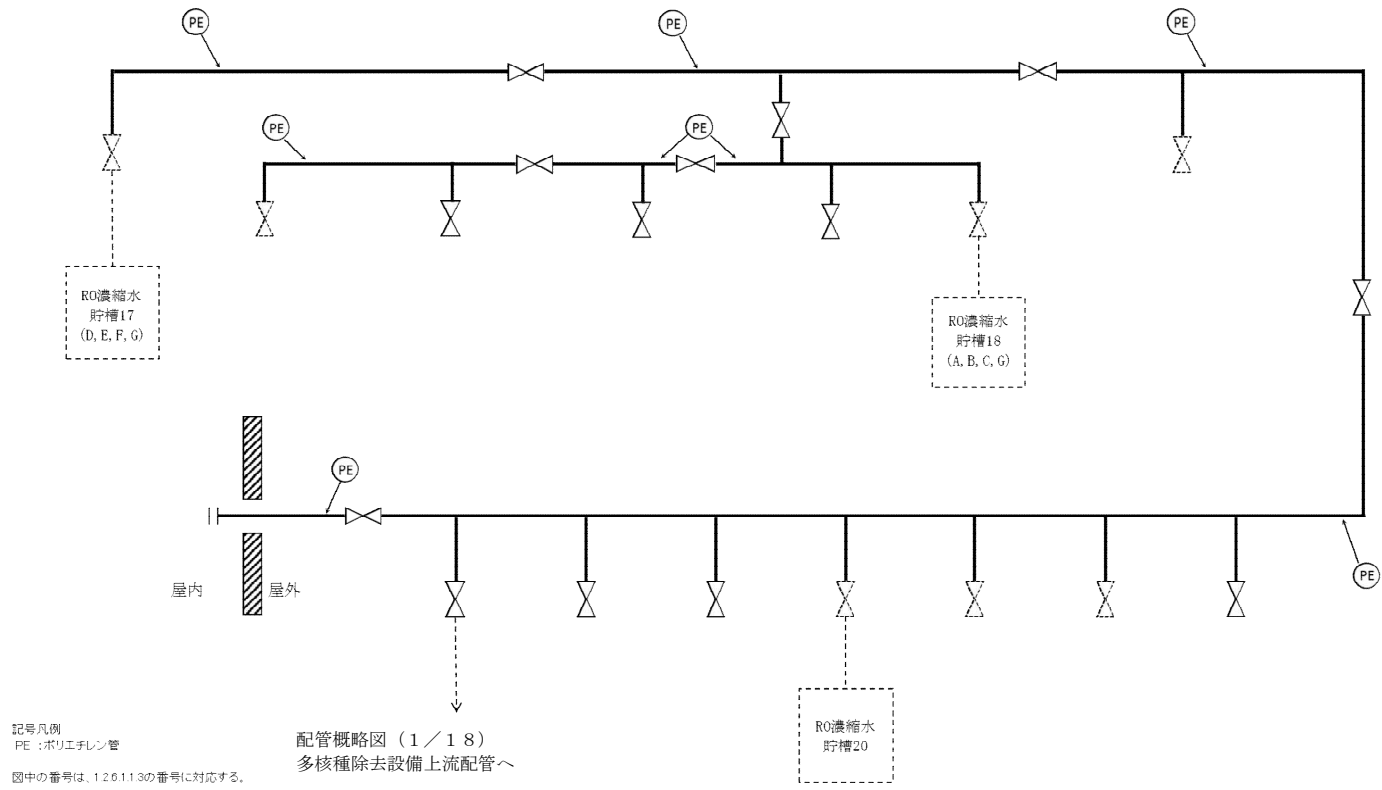 PE
PE
PE
PE
PE
RO濃縮水
貯槽17
(D, E, F, G)
RO濃縮水
貯槽18
(A, B, C, G)
PE
PE
屋内
屋外
RO濃縮水
貯槽20
配管概略図（１／１８）
多核種除去設備上流配管へ
記号凡例
PE ：ポリエチレン管
図中の番号は、1.2.6.1.1.3の番号に対応する。